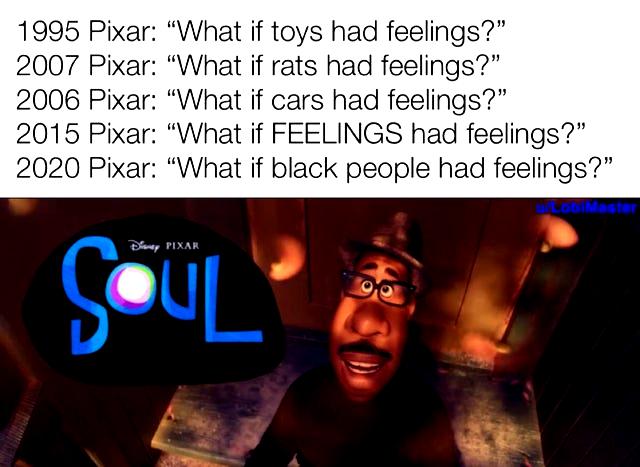 1995 Pixar: “What if toys had feelings?”
2007 Pixar: “What if rats had feelings?”
2006 Pixar: “What if cars had feelings?”
2015 Pixar: “What if FEELINGS had feelings?”
2020 Pixar: “What if black people had feelings?”
u/LobiMaster
Disney PIXAR
SOUL